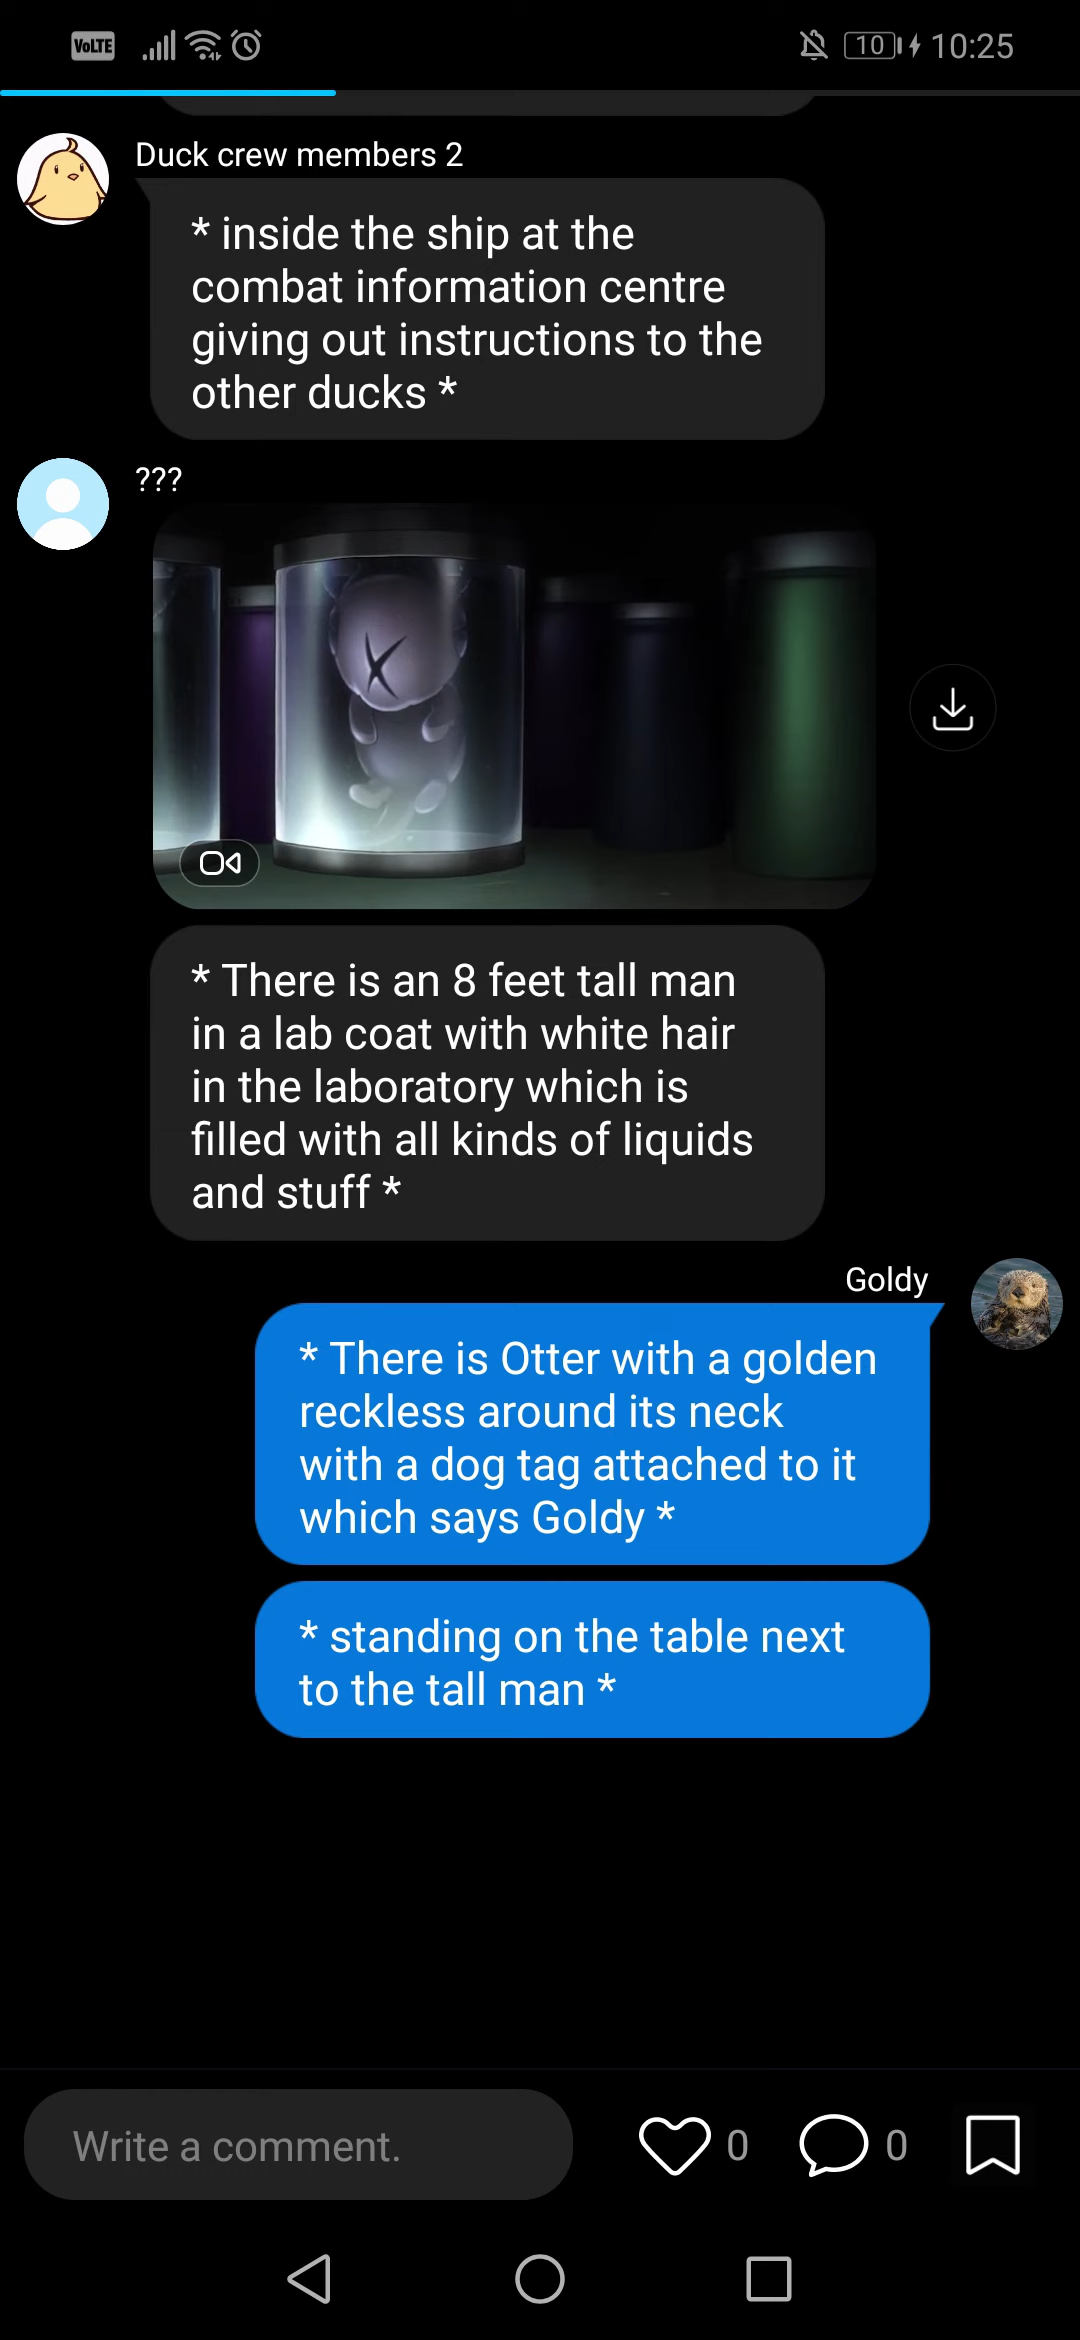 VoLTE
10
10:25
Duck crew members 2
* inside the ship at the
combat information centre
giving out instructions to the
other ducks *
???
* There is an 8 feet tall man
in a lab coat with white hair
in the laboratory which is
filled with all kinds of liquids
and stuff *
Goldy
* There is Otter with a golden
reckless around its neck
with a dog tag attached to it
which says Goldy *
* standing on the table next
to the tall man *
Write a comment.
0
0